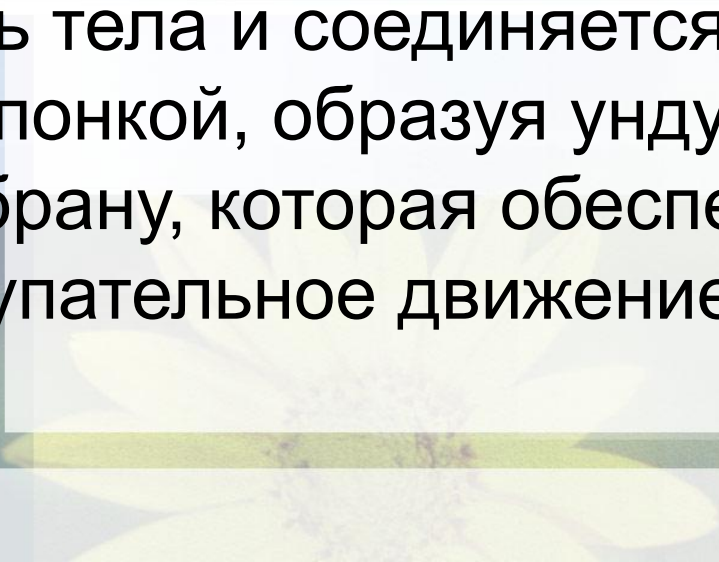 ь тела и соединяется
понкой, образуя унду
брану, которая обеспе
упательное движение